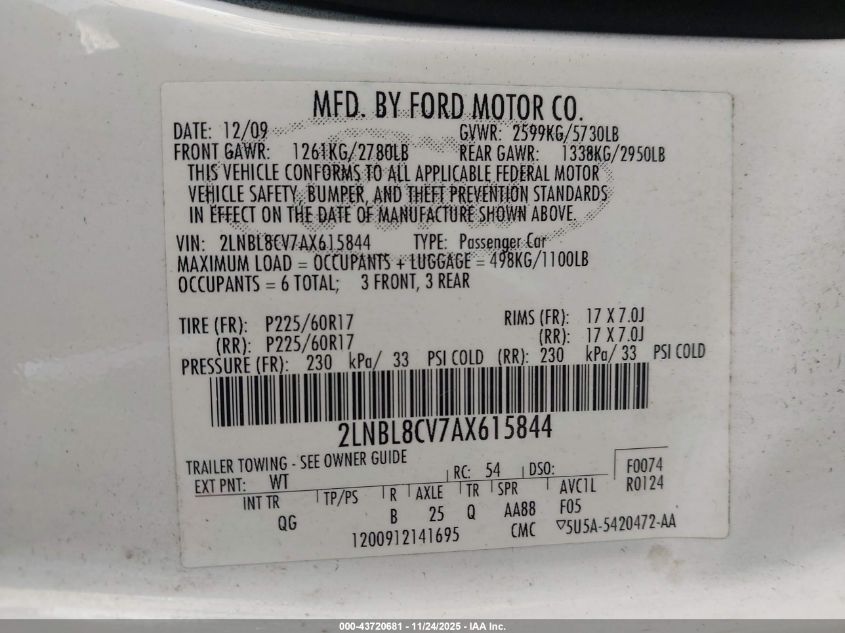 MFD. BY FORD MOTOR CO.
DATE: 12/09 GVWR: 2599KG/5730LB
FRONT GAWR: 1261KG/2780LB REAR GAWR: 1338KG/2950LB
THIS VEHICLE CONFORMS TO ALL APPLICABLE FEDERAL MOTOR
VEHICLE SAFETY, BUMPER, AND THEFT PREVENTION STANDARDS
IN EFFECT ON THE DATE OF MANUFACTURE SHOWN ABOVE.
VIN: 2LNBL8CV7AX615844 TYPE: Passenger Car
MAXIMUM LOAD = OCCUPANTS + LUGGAGE = 498KG/1100LB
OCCUPANTS = 6 TOTAL; 3 FRONT, 3 REAR
TIRE (FR): P225/60R17 RIMS (FR): 17 X 7.0J
(RR): P225/60R17 (RR): 17 X 7.0J
PRESSURE (FR): 230 kPa/ 33 PSI COLD (RR): 230 kPa/ 33 PSI COLD
2LNBL8CV7AX615844
TRAILER TOWING - SEE OWNER GUIDE
EXT PNT: WT RC: 54 DSO: F0074
R0124
INT TR TP/PS R AXLE TR SPR AVC1L
QG B 25 Q AA88 F05
1200912141695 CMC ▽5U5A-5420472-AA
000-43720681 - 11/24/2025 - IAA Inc.